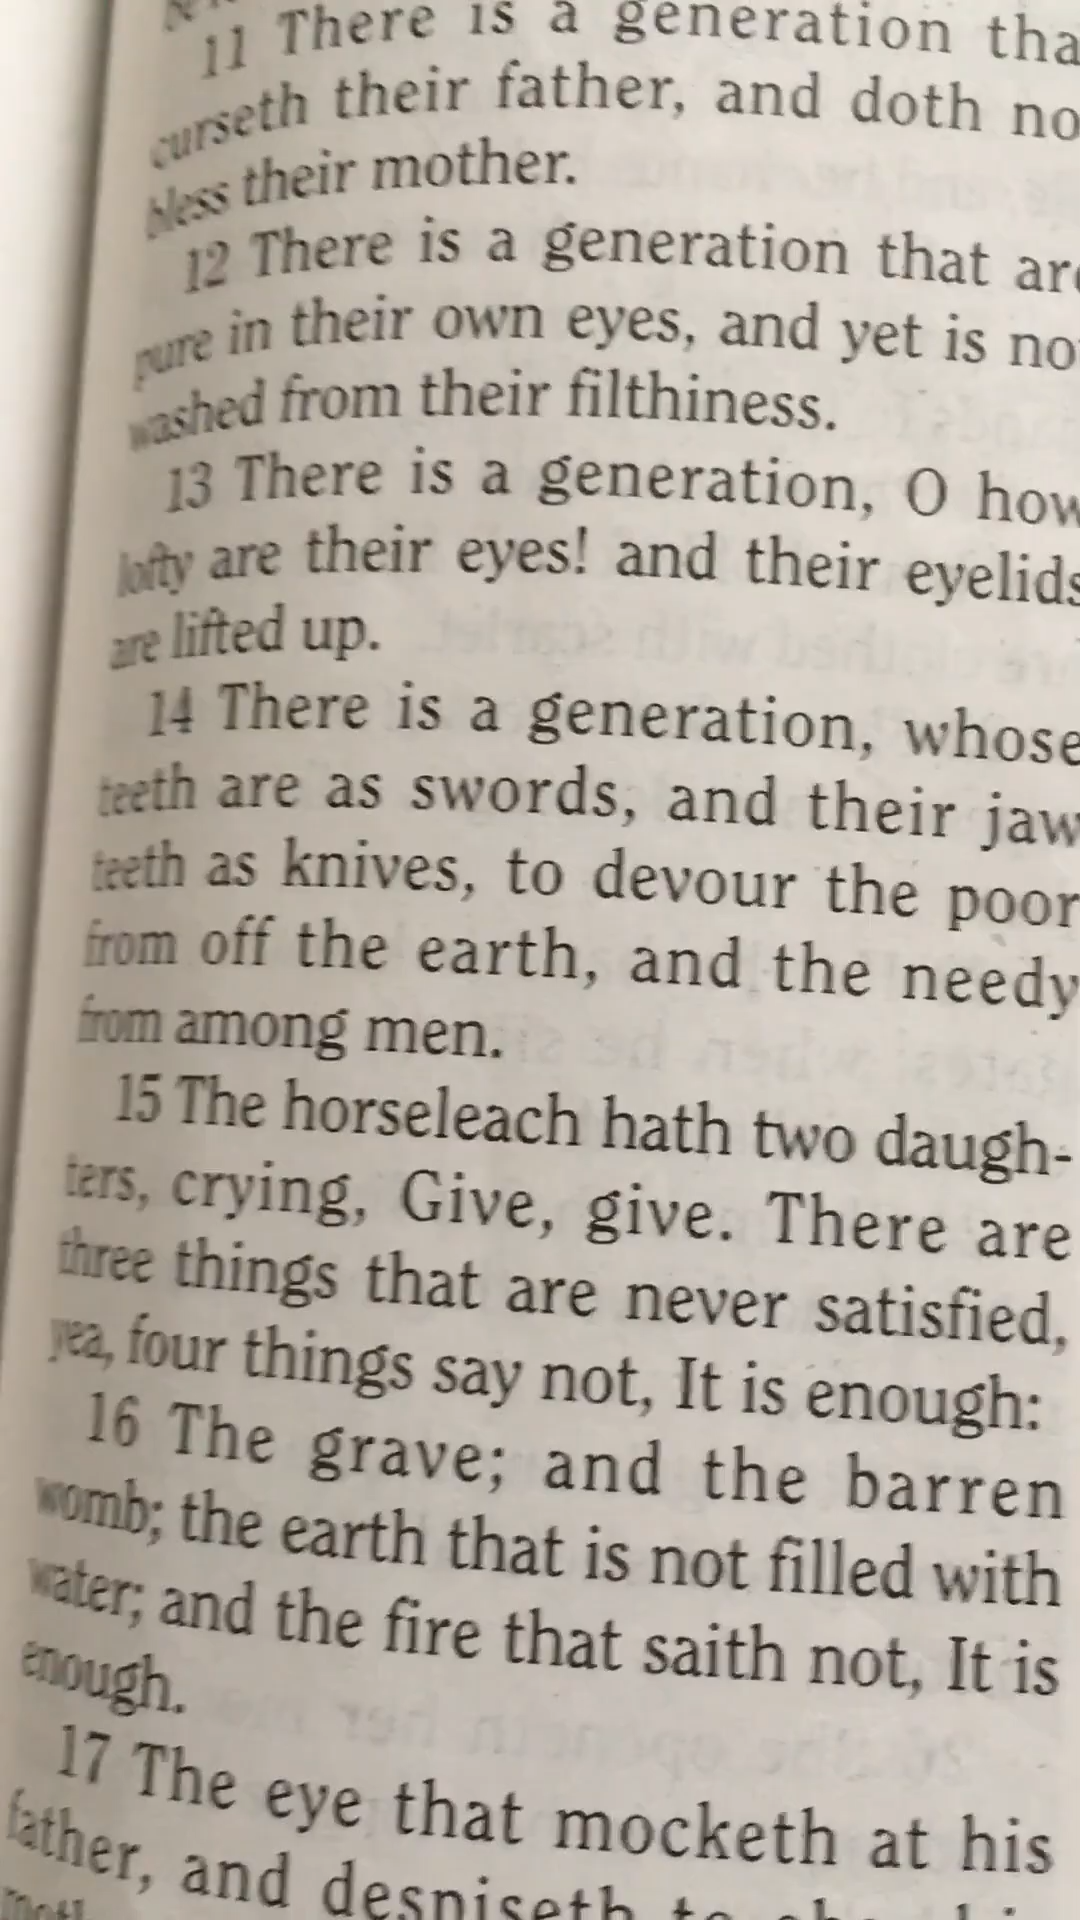 11 There is a generation tha
curseth their father, and doth no
bless their mother.
12 There is a generation that are
pure in their own eyes, and yet is not
washed from their filthiness.
13 There is a generation, O how
lofty are their eyes! and their eyelids
are lifted up.
14 There is a generation, whose
teeth are as swords, and their jaw
teeth as knives, to devour the poor
from off the earth, and the needy
from among men.
15 The horseleach hath two daugh-
ters, crying, Give, give. There are
three things that are never satisfied,
yea, four things say not, It is enough:
16 The grave; and the barren
womb; the earth that is not filled with
water; and the fire that saith not, It is
enough.
17 The eye that mocketh at his
father, and despiseth to